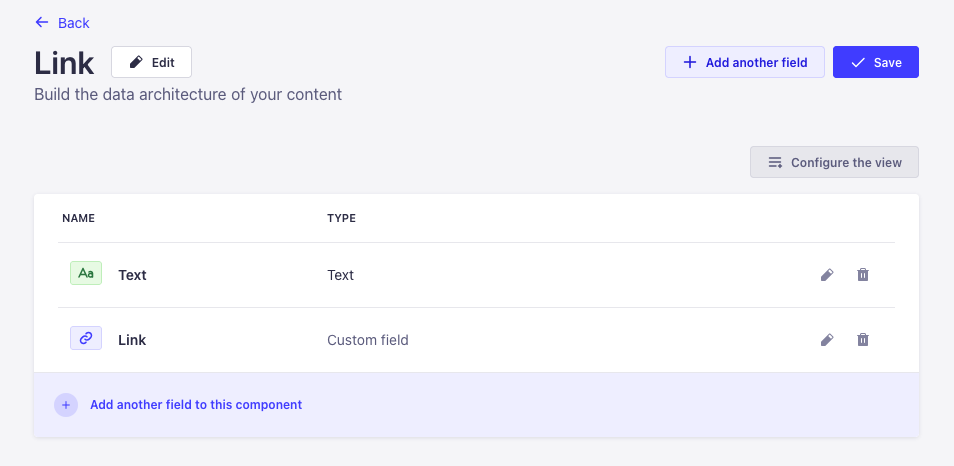 Back
Link
Edit
Add another field
Save
Build the data architecture of your content
Configure the view
NAME TYPE
Aa Text Text
Link Custom field
Add another field to this component